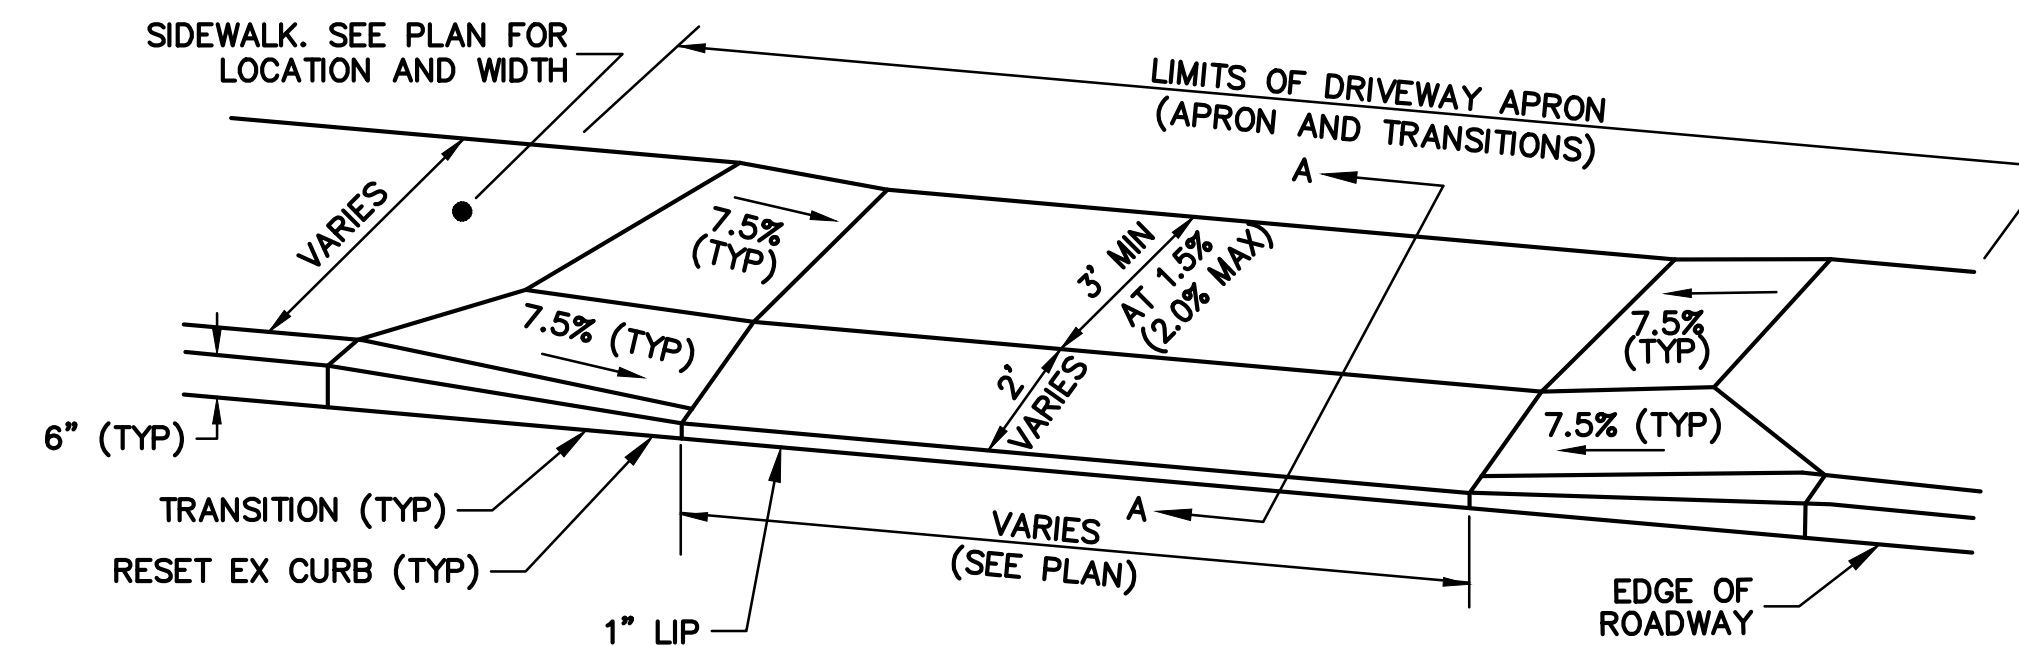 SIDEWALK. SEE PLAN FOR
LOCATION AND WIDTH
LIMITS OF DRIVEWAY APRON
(APRON AND TRANSITIONS)
A
VARIES
7.5%
(TYP)
3' MIN
AT 1.5%
(2.0% MAX)
7.5%
(TYP)
7.5% (TYP)
2'
VARIES
7.5% (TYP)
6" (TYP)
TRANSITION (TYP)
A
VARIES
(SEE PLAN)
RESET EX CURB (TYP)
1" LIP
EDGE OF
ROADWAY